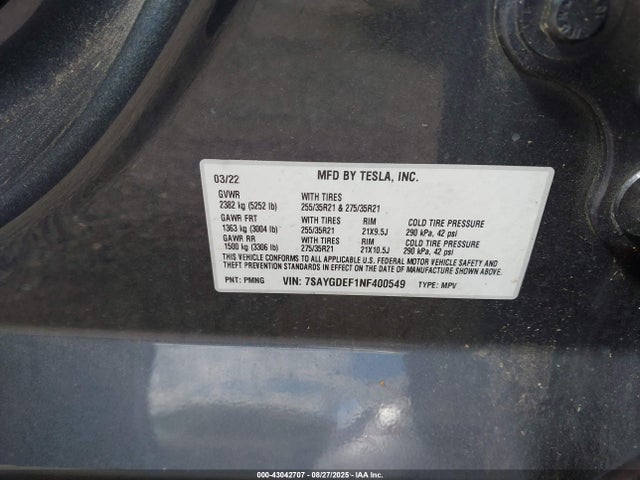 03/22 MFD BY TESLA, INC.
GVWR WITH TIRES
2382 kg (5252 lb) 255/35R21 & 275/35R21
GAWR FRT WITH TIRES RIM COLD TIRE PRESSURE
1363 kg (3004 lb) 255/35R21 21X9.5J 290 kPa, 42 psi
GAWR RR WITH TIRES RIM COLD TIRE PRESSURE
1500 kg (3306 lb) 275/35R21 21X10.5J 290 kPa, 42 psi
THIS VEHICLE CONFORMS TO ALL APPLICABLE U.S. FEDERAL MOTOR VEHICLE SAFETY AND
THEFT PREVENTION STANDARDS IN EFFECT ON THE DATE OF MANUFACTURE SHOWN ABOVE.
PNT: PMNG VIN: 7SAYGDEF1NF400549 TYPE: MPV
000-43042707 - 08/27/2025 - IAA Inc.